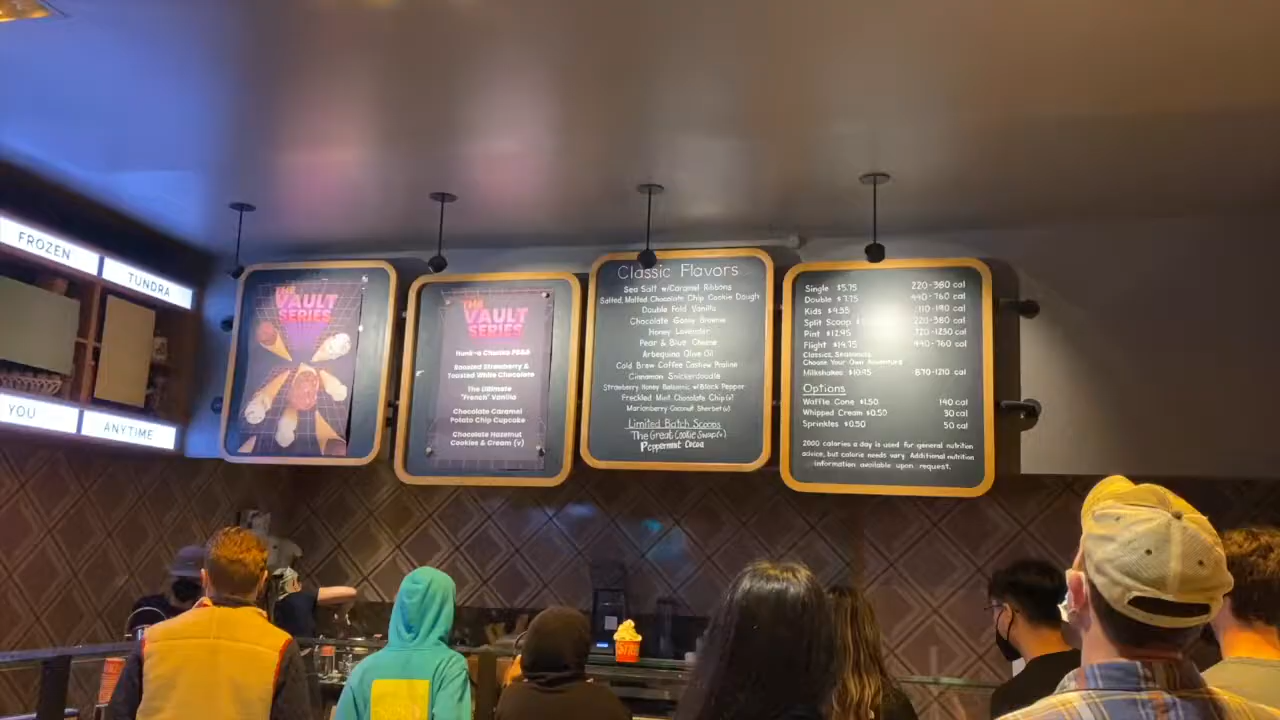 FROZEN
TUNDRA
YOU
ANYTIME
THE
VAULT
SERIES
THE
VAULT
SERIES
Hunk-a Chunka PB&B
Roasted Strawberry &
Toasted White Chocolate
The Ultimate
"French" Vanilla
Chocolate Caramel
Potato Chip Cupcake
Chocolate Hazelnut
Cookies & Cream (v)
Classic Flavors
Sea Salt w/Caramel Ribbons
Salted, Malted Chocolate Chip Cookie Dough
Double Fold Vanilla
Chocolate Gooey Brownie
Honey Lavender
Pear & Blue Cheese
Arbequina Olive Oil
Cold Brew Coffee Cashew Praline
Cinnamon Snickerdoodle
Strawberry Honey Balsamic w/Black Pepper
Freckled Mint Chocolate Chip (v)
Marionberry Coconut Sherbet (v)
Limited Batch Scoops
The Great Cookie Swap (v)
Peppermint Cocoa
Single $5.75 220-380 cal
Double $7.75 440-760 cal
Kids $4.55 110-190 cal
Split Scoop 220-380 cal
Pint $12.95 720-1250 cal
Flight $14.75 440-760 cal
Classics, Seasonals,
Choose Your Own Adventure
Milkshakes $10.95 870-1210 cal
Options
Waffle Cone $1.50 140 cal
Whipped Cream $0.50 30 cal
Sprinkles $0.50 50 cal
2000 calories a day is used for general nutrition
advice, but calorie needs vary. Additional nutrition
information available upon request.